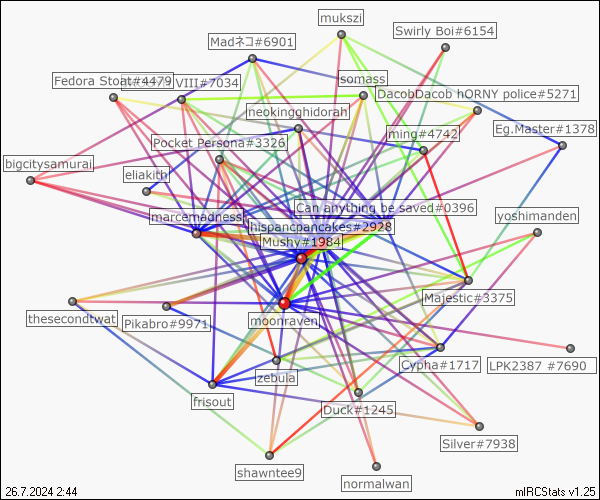 mukszi
Swirly Boi#6154
Madネコ#6901
somass
Fedora Stoat#4479
VIII#7034
DacobDacob hORNY police#5271
neokingghidorah
Eg.Master#1378
ming#4742
Pocket Persona#3326
bigcitysamurai
eliakith
Can anything be saved#0396
marcemadness
yoshimanden
hispancpancakes#2928
Mushy#1984
Majestic#3375
thesecondtwat
Pikabro#9971
moonraven
Cypha#1717
LPK2387 #7690
zebula
frisout
Duck#1245
Silver#7938
shawntee9
normalwan
26.7.2024 2:44
mIRCStats v1.25